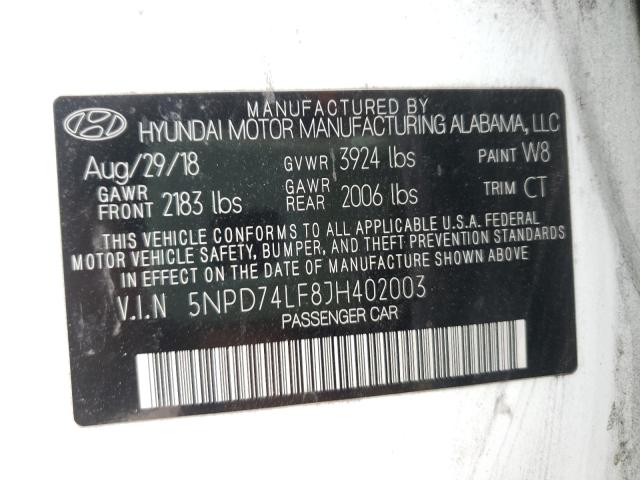 MANUFACTURED BY
HYUNDAI MOTOR MANUFACTURING ALABAMA, LLC
Aug/29/18 GVWR 3924 lbs PAINT W8
GAWR FRONT 2183 lbs GAWR REAR 2006 lbs TRIM CT
THIS VEHICLE CONFORMS TO ALL APPLICABLE U.S.A. FEDERAL
MOTOR VEHICLE SAFETY, BUMPER, AND THEFT PREVENTION STANDARDS
IN EFFECT ON THE DATE OF MANUFACTURE SHOWN ABOVE.
V.I.N 5NPD74LF8JH402003
PASSENGER CAR